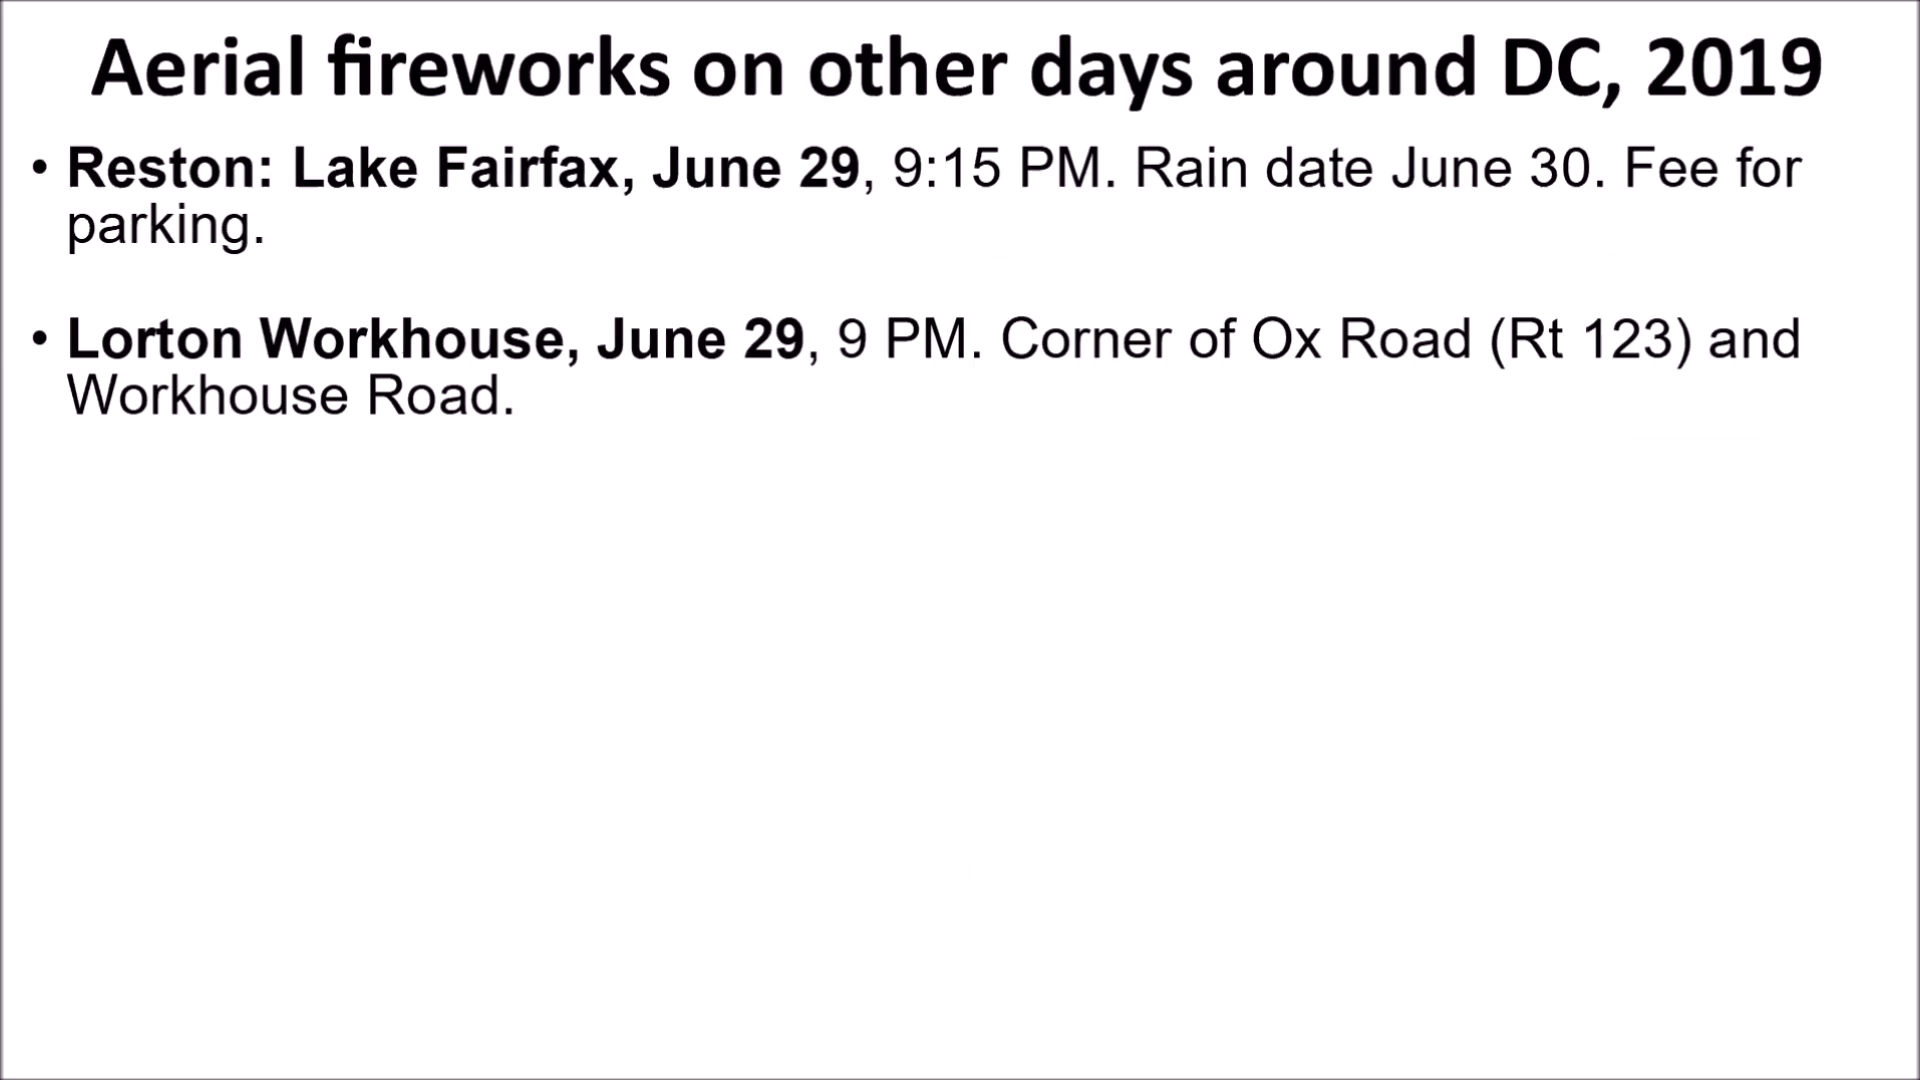 Aerial fireworks on other days around DC, 2019
• Reston: Lake Fairfax, June 29, 9:15 PM. Rain date June 30. Fee for
parking.
• Lorton Workhouse, June 29, 9 PM. Corner of Ox Road (Rt 123) and
Workhouse Road.